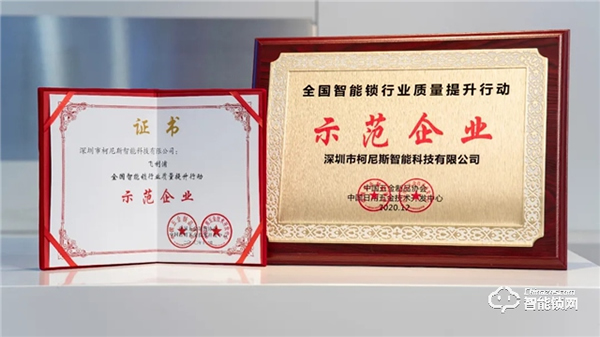 证书
深圳市柯尼斯智能科技有限公司:
飞利浦
全国智能锁行业质量提升行动
示范企业
全国智能锁行业质量提升行动
示范企业
深圳市柯尼斯智能科技有限公司
中国五金制品协会
中国日用五金技术开发中心
2020.12
智能锁网